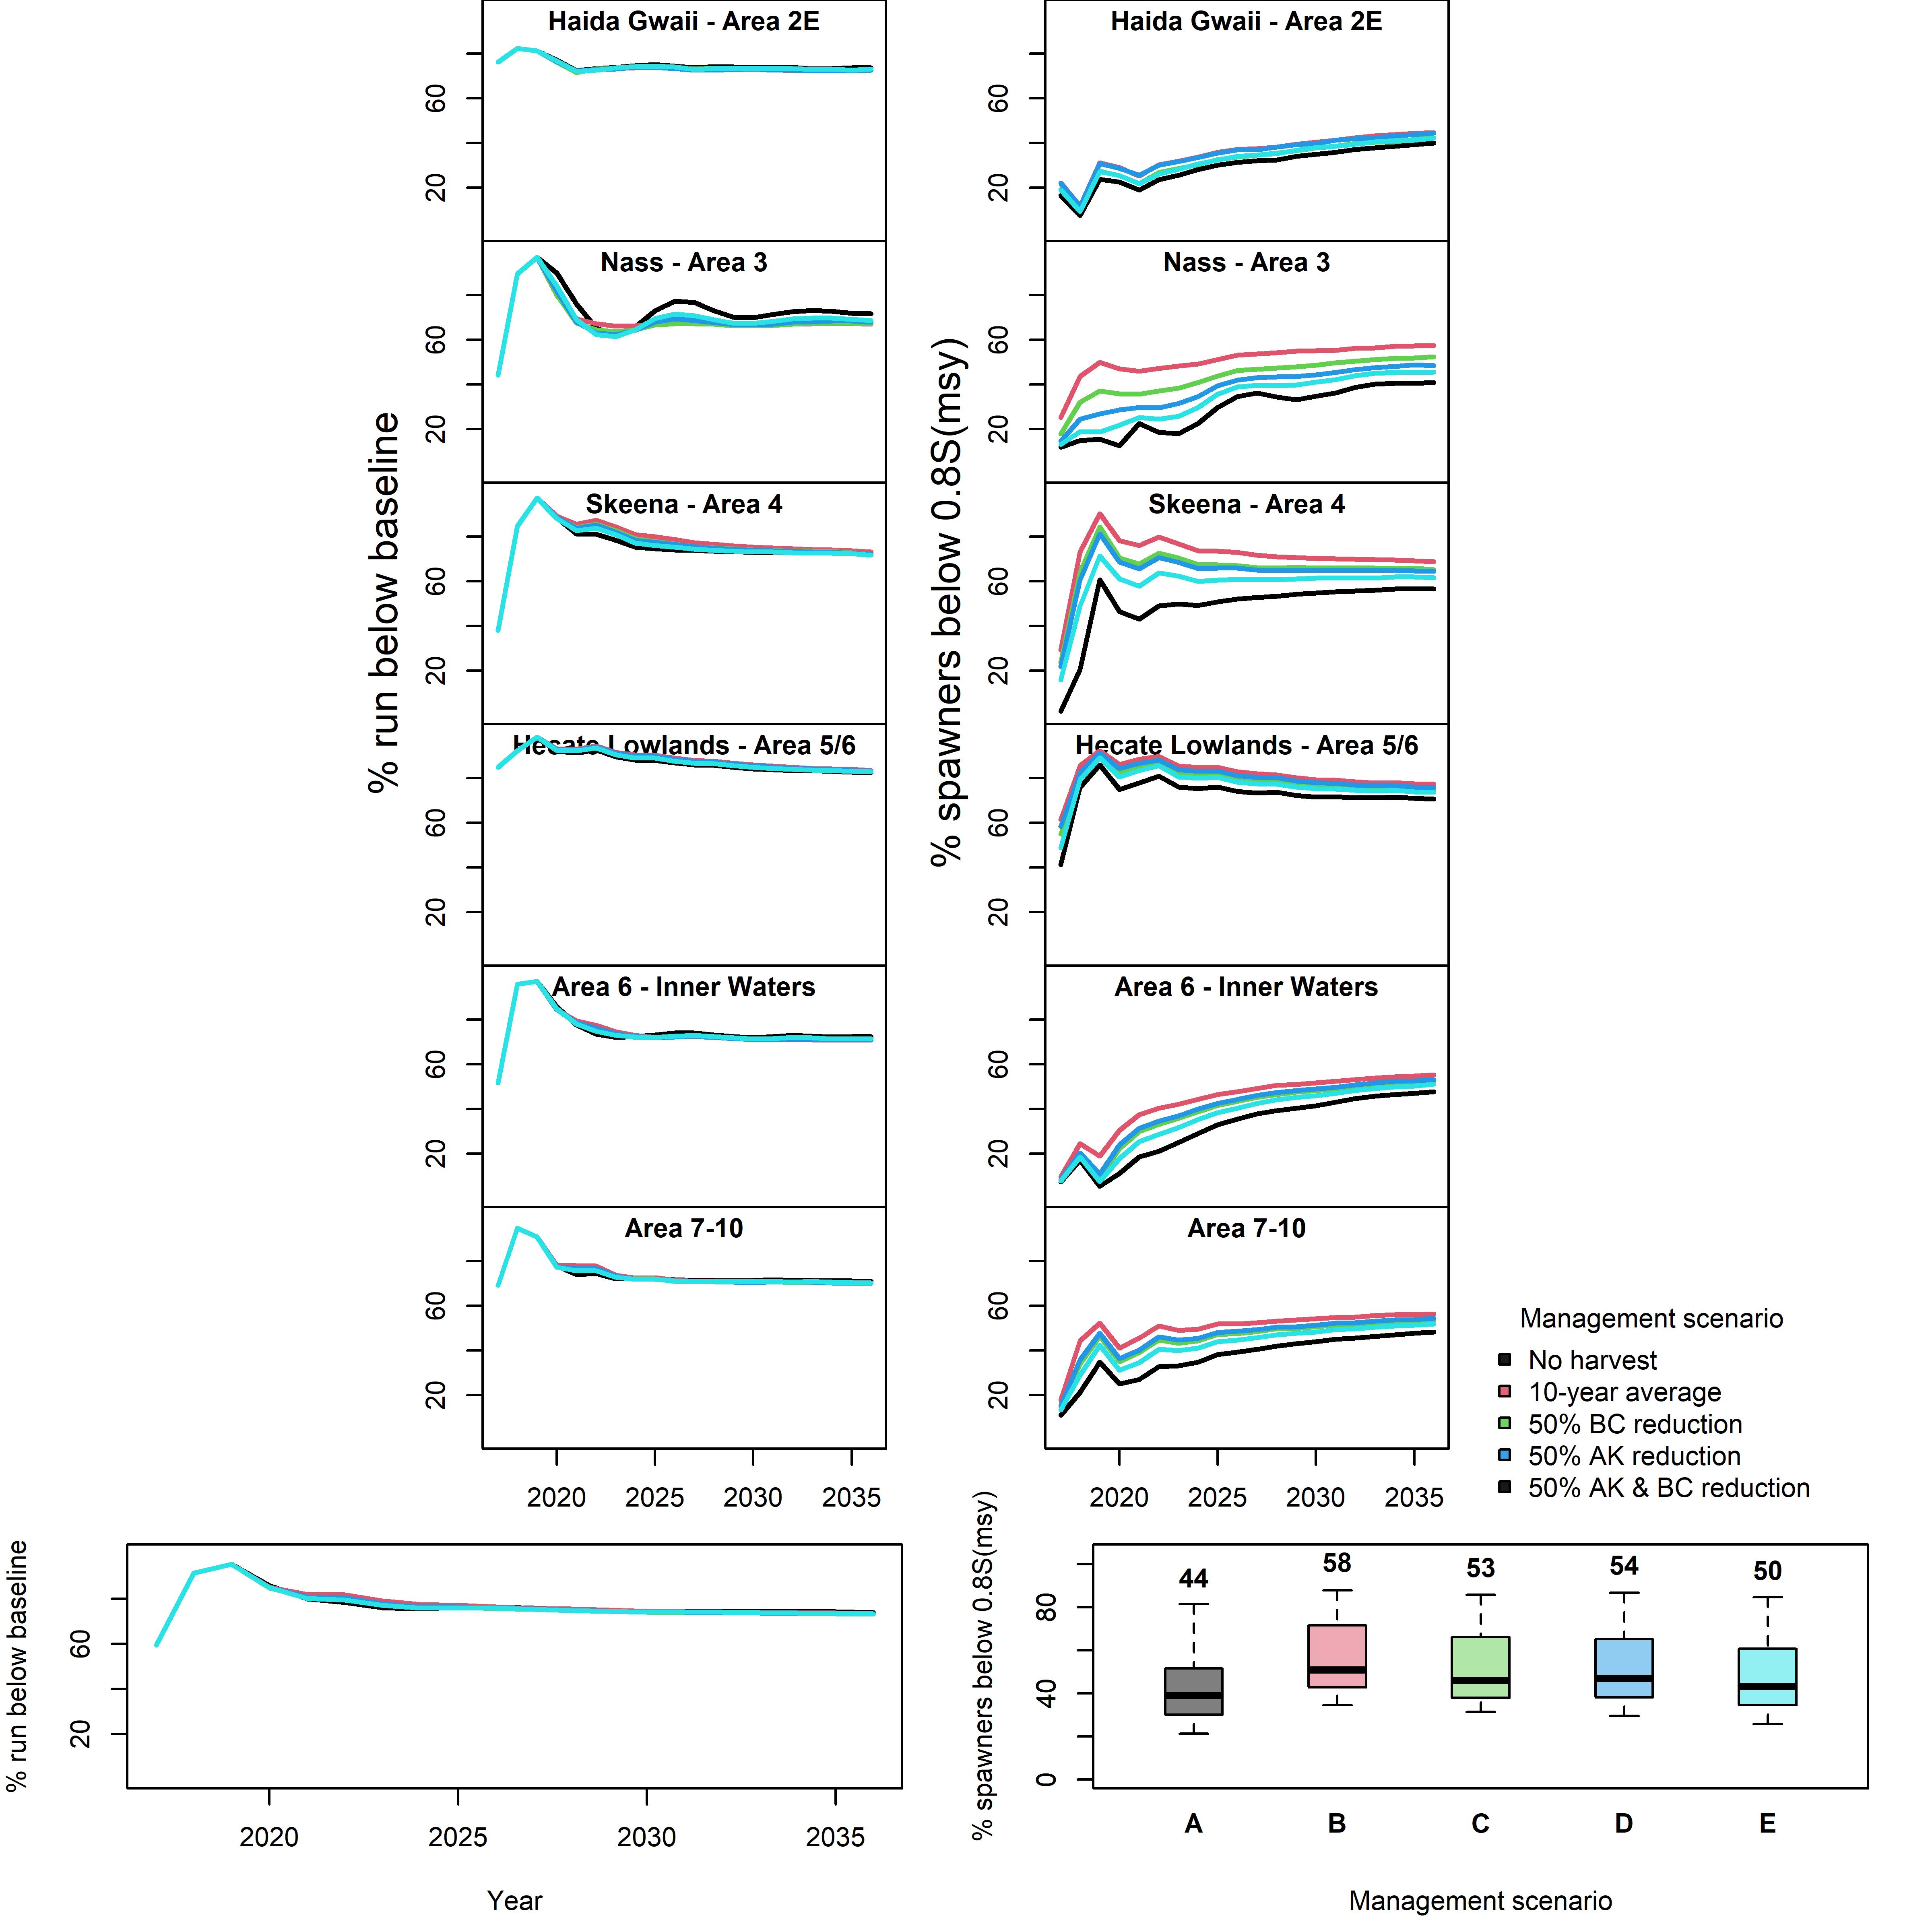 Haida Gwaii - Area 2E
Haida Gwaii - Area 2E
60
20
60
20
Nass - Area 3
Nass - Area 3
60
20
60
20
Skeena - Area 4
Skeena - Area 4
60
20
60
20
% run below baseline
% spawners below 0.8S(msy)
Hecate Lowlands - Area 5/6
Hecate Lowlands - Area 5/6
60
20
60
20
Area 6 - Inner Waters
Area 6 - Inner Waters
60
20
60
20
Area 7-10
Area 7-10
60
20
60
20
2020 2025 2030 2035
2020 2025 2030 2035
Management scenario
No harvest
10-year average
50% BC reduction
50% AK reduction
50% AK & BC reduction
% run below baseline
60
20
2020 2025 2030 2035
Year
% spawners below 0.8S(msy)
80
40
0
44 58 53 54 50
A B C D E
Management scenario